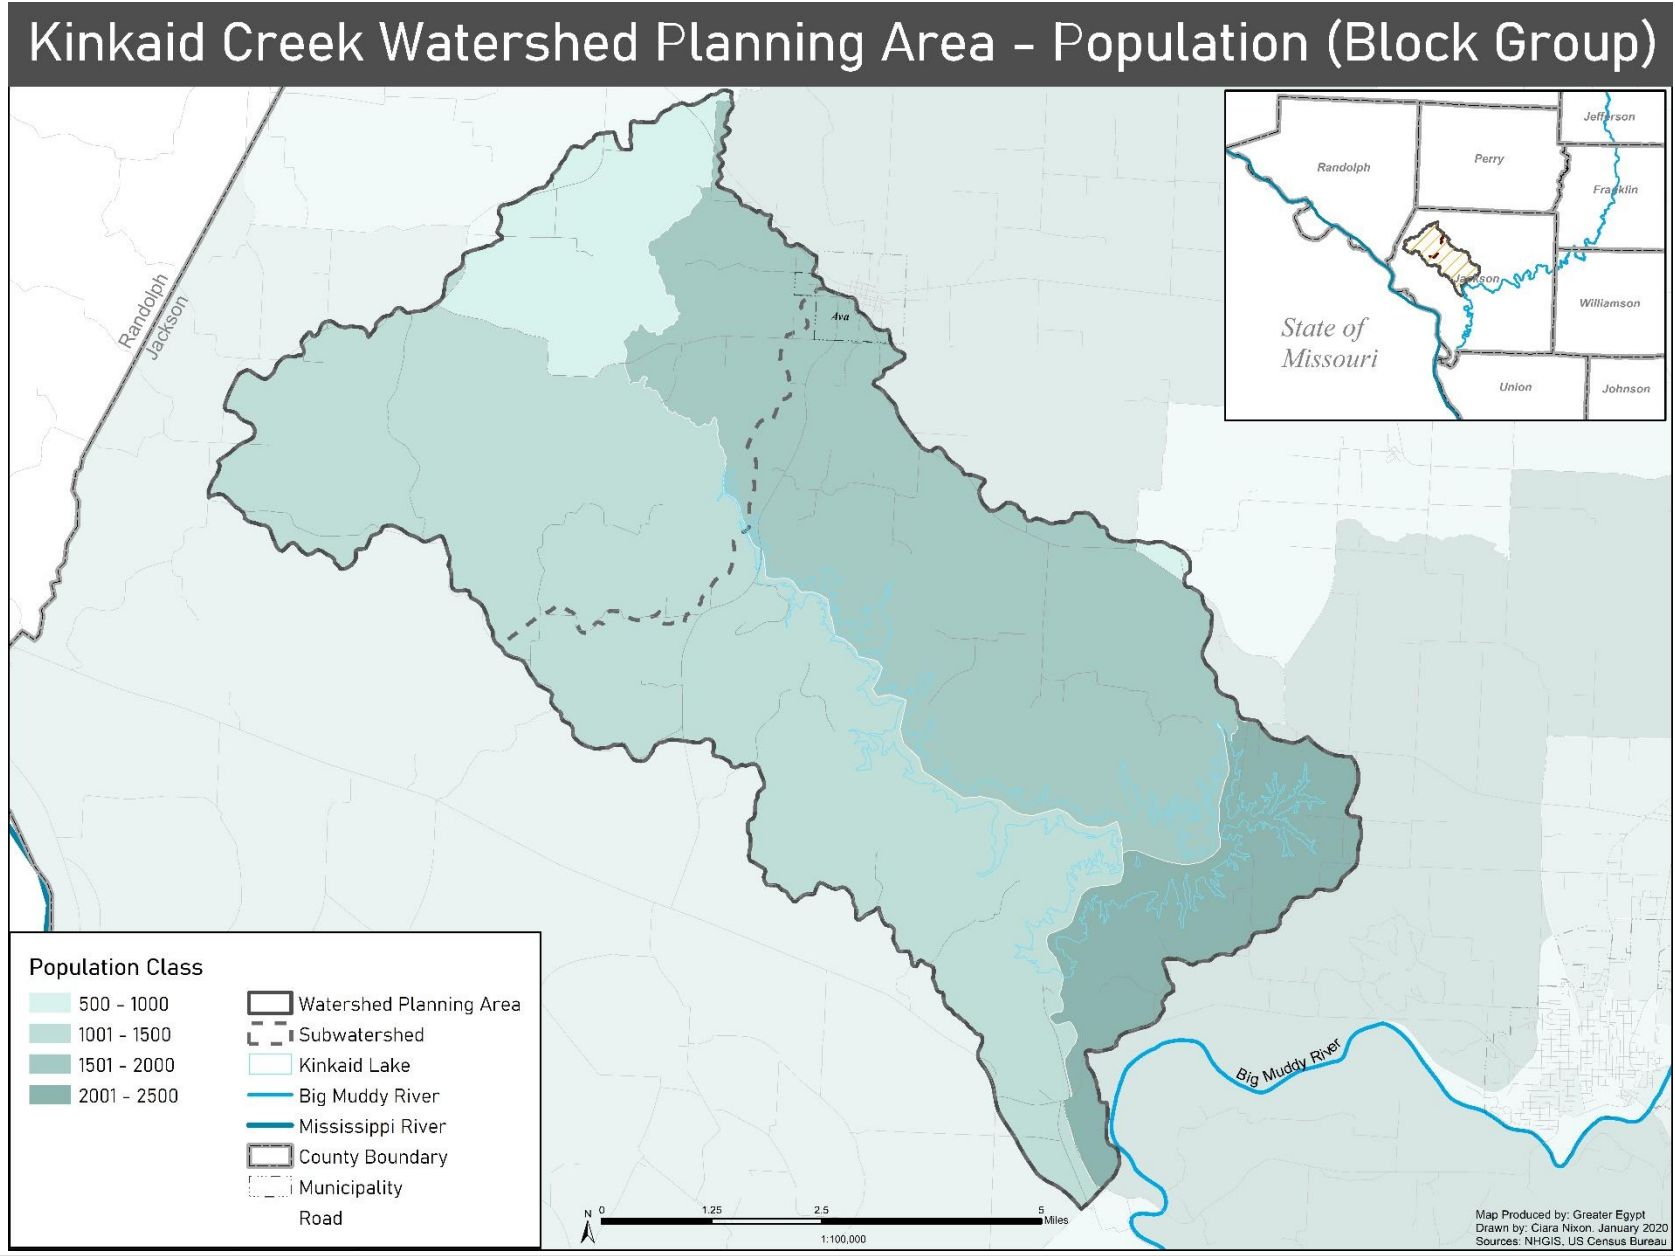 Kinkaid Creek Watershed Planning Area - Population (Block Group)
Jefferson
Randolph
Perry
Franklin
Jackson
Williamson
State of
Missouri
Union
Johnson
Randolph
Jackson
Ava
Big Muddy River
Population Class
500 - 1000
1001 - 1500
1501 - 2000
2001 - 2500
Watershed Planning Area
Subwatershed
Kinkaid Lake
Big Muddy River
Mississippi River
County Boundary
Municipality
Road
N
0 1.25 2.5 5
Miles
1:100,000
Map Produced by: Greater Egypt
Drawn by: Ciara Nixon. January 2020
Sources: NHGIS, US Census Bureau